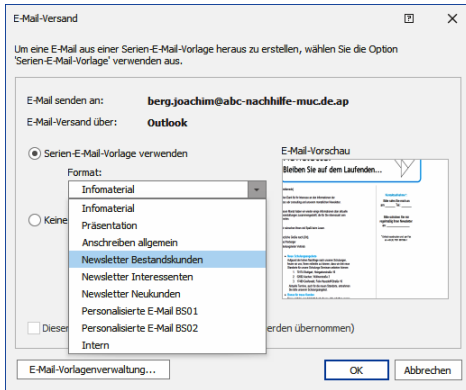 E-Mail-Versand
Um eine E-Mail aus einer Serien-E-Mail-Vorlage heraus zu erstellen, wählen Sie die Option
'Serien-E-Mail-Vorlage' verwenden aus.
E-Mail senden an: berg.joachim@abc-nachhilfe-muc.de.ap
E-Mail-Versand über: Outlook
Serien-E-Mail-Vorlage verwenden
E-Mail-Vorschau
Format:
Bleiben Sie auf dem Laufenden...
Infomaterial
Infomaterial
Präsentation
Anschreiben allgemein
Keine
Newsletter Bestandskunden
Newsletter Interessenten
Newsletter Neukunden
Personalisierte E-Mail BS01
Personalisierte E-Mail BS02
Dieser erden übernommen)
Intern
E-Mail-Vorlagenverwaltung...
OK
Abbrechen